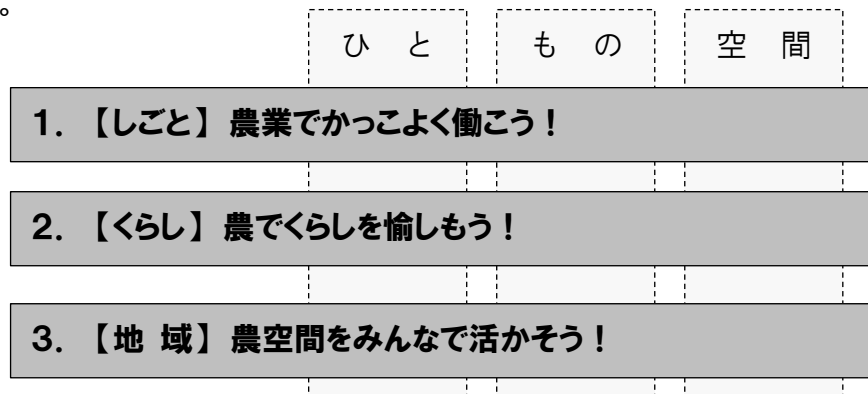 。
ひと もの 空間
1. 【しごと】 農業でかっこよく働こう！
2. 【くらし】 農でくらしを愉しもう！
3. 【地 域】 農空間をみんなで活かそう！